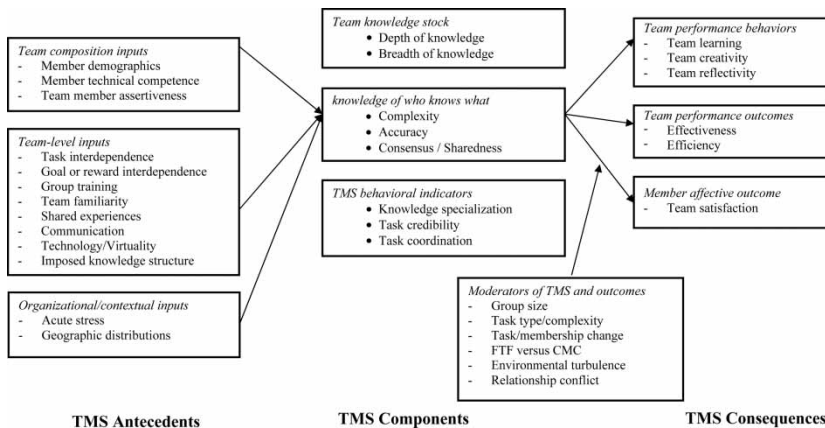 Team composition inputs
- Member demographics
- Member technical competence
- Team member assertiveness
Team-level inputs
- Task interdependence
- Goal or reward interdependence
- Group training
- Team familiarity
- Shared experiences
- Communication
- Technology/Virtuality
- Imposed knowledge structure
Organizational/contextual inputs
- Acute stress
- Geographic distributions
TMS Antecedents
Team knowledge stock
• Depth of knowledge
• Breadth of knowledge
knowledge of who knows what
• Complexity
• Accuracy
• Consensus / Sharedness
TMS behavioral indicators
• Knowledge specialization
• Task credibility
• Task coordination
Moderators of TMS and outcomes
- Group size
- Task type/complexity
- Task/membership change
- FTF versus CMC
- Environmental turbulence
- Relationship conflict
TMS Components
Team performance behaviors
- Team learning
- Team creativity
- Team reflectivity
Team performance outcomes
- Effectiveness
- Efficiency
Member affective outcome
- Team satisfaction
TMS Consequences